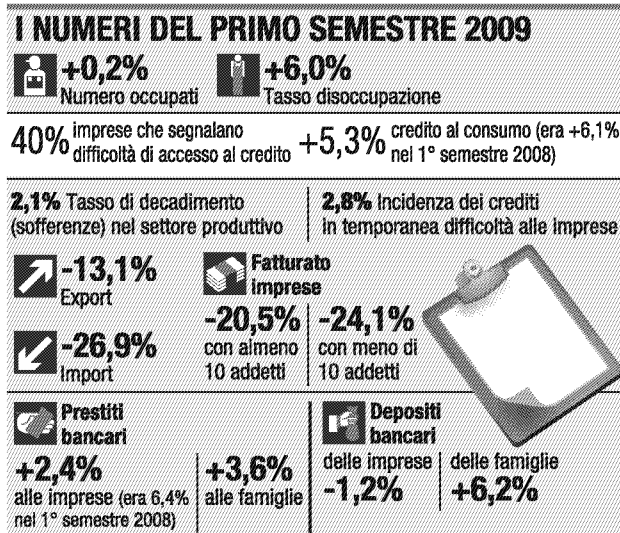 I NUMERI DEL PRIMO SEMESTRE 2009
+0,2%
Numero occupati
+6,0%
Tasso disoccupazione
40% imprese che segnalano
difficoltà di accesso al credito
+5,3% credito al consumo (era +6,1%
nel 1° semestre 2008)
2,1% Tasso di decadimento
(sofferenze) nel settore produttivo
2,8% Incidenza dei crediti
in temporanea difficoltà alle imprese
-13,1%
Export
-26,9%
Import
Fatturato
imprese
-20,5%
con almeno
10 addetti
-24,1%
con meno di
10 addetti
Prestiti
bancari
+2,4%
alle imprese (era 6,4%
nel 1° semestre 2008)
+3,6%
alle famiglie
Depositi
bancari
delle imprese
-1,2%
delle famiglie
+6,2%